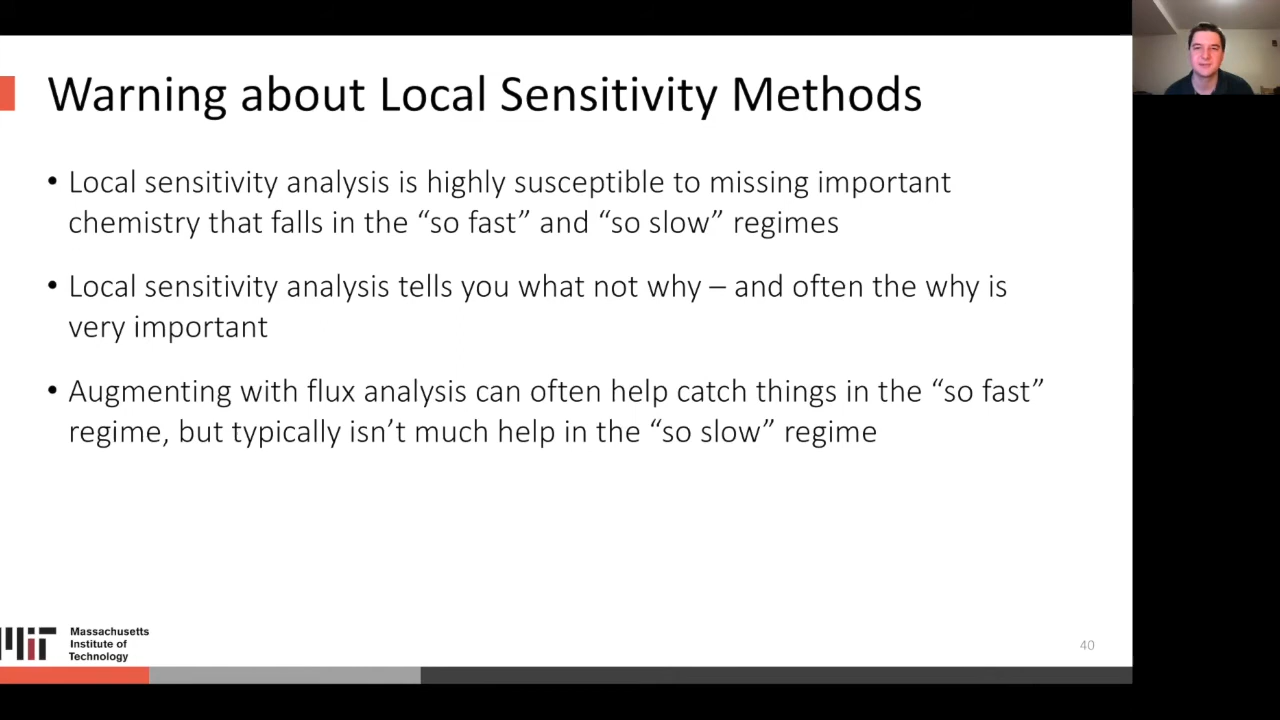 Warning about Local Sensitivity Methods
• Local sensitivity analysis is highly susceptible to missing important
chemistry that falls in the “so fast” and “so slow” regimes
• Local sensitivity analysis tells you what not why – and often the why is
very important
• Augmenting with flux analysis can often help catch things in the “so fast”
regime, but typically isn’t much help in the “so slow” regime
MIT
Massachusetts
Institute of
Technology
40